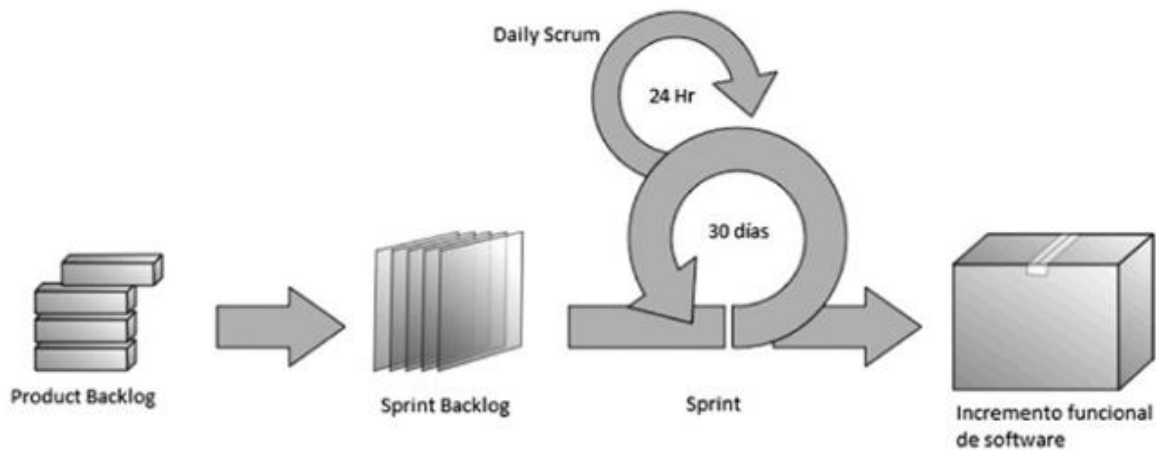 Daily Scrum
24 Hr
30 días
Product Backlog
Sprint Backlog
Sprint
Incremento funcional
de software